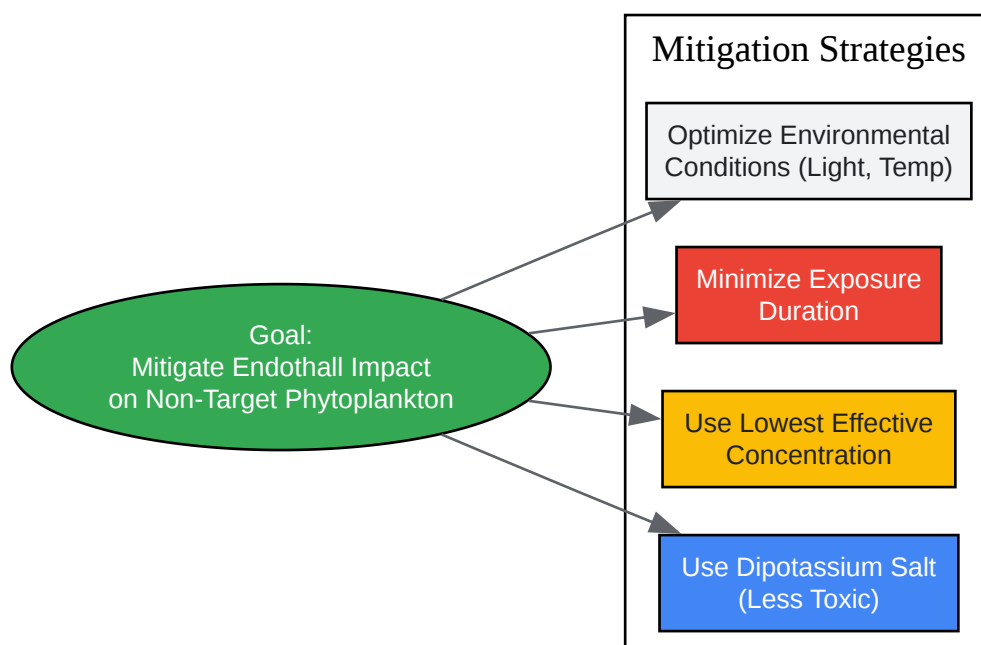 Mitigation Strategies
Optimize Environmental
Conditions (Light, Temp)
Minimize Exposure
Duration
Goal:
Mitigate Endothall Impact
on Non-Target Phytoplankton
Use Lowest Effective
Concentration
Use Dipotassium Salt
(Less Toxic)